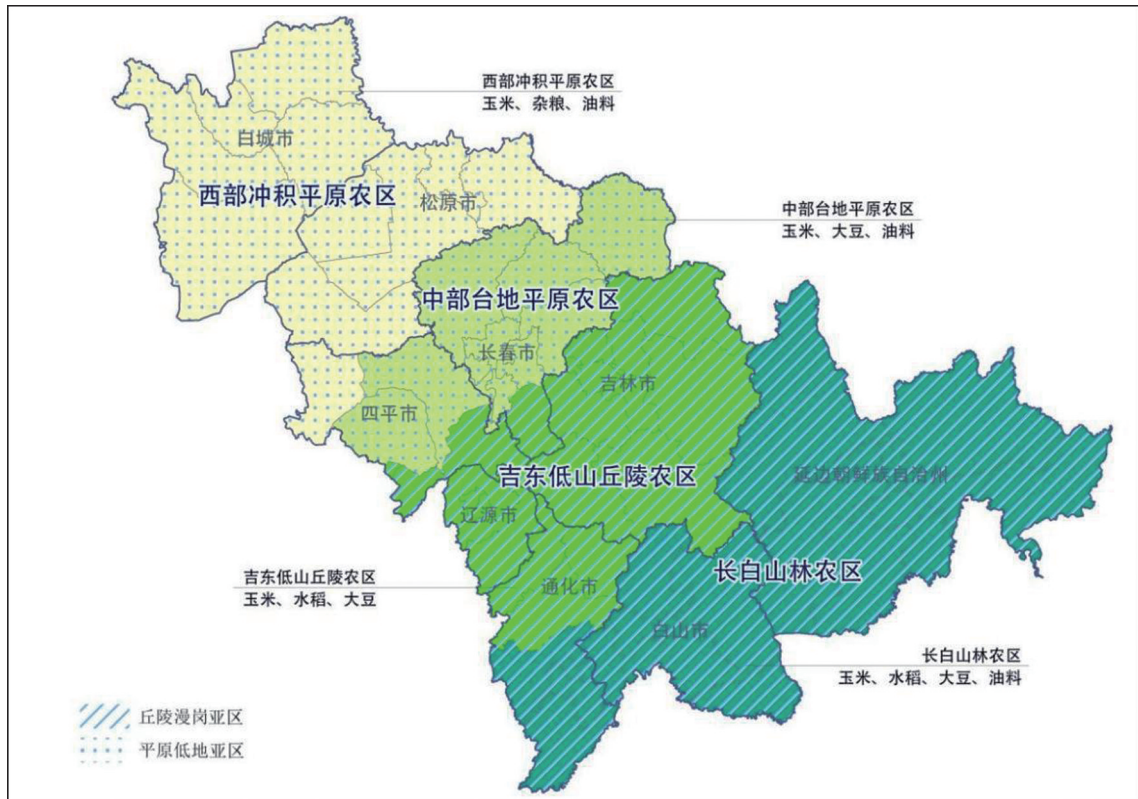 西部冲积平原农区
玉米、杂粮、油料
白城市
西部冲积平原农区
松原市
中部台地平原农区
玉米、大豆、油料
中部台地平原农区
长春市
吉林市
四平市
吉东低山丘陵农区
延边朝鲜族自治州
辽源市
长白山林农区
吉东低山丘陵农区
玉米、水稻、大豆
通化市
白山市
长白山林农区
玉米、水稻、大豆、油料
丘陵漫岗亚区
平原低地亚区